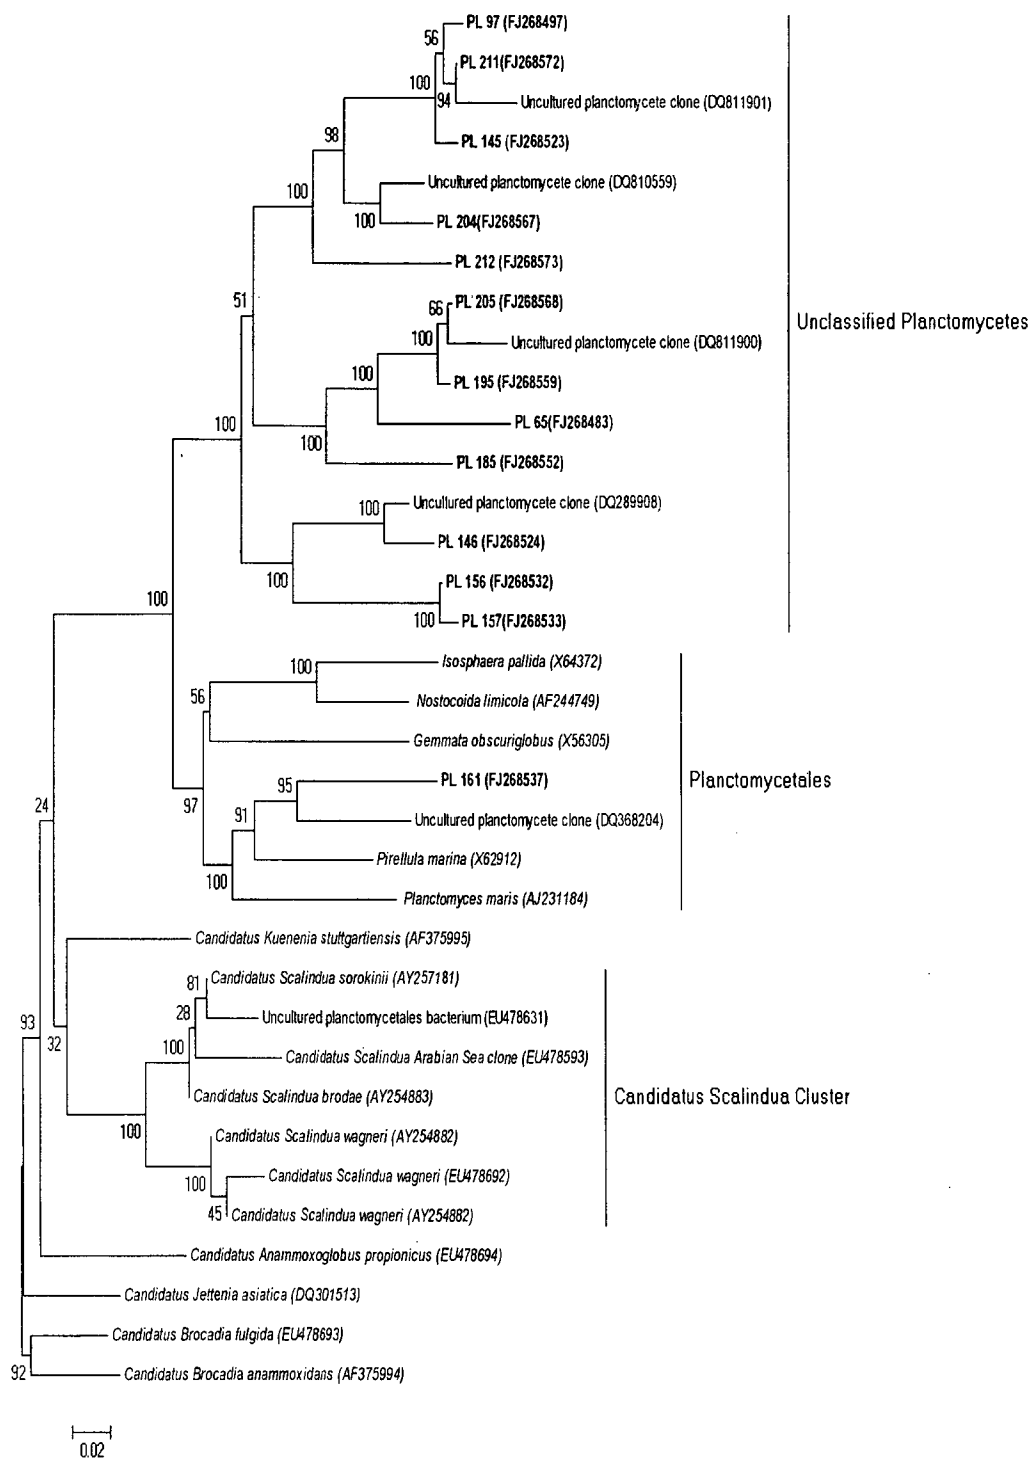 PL 97 (FJ268497)
56
PL 211(FJ268572)
100
94
Uncultured planctomycete clone (DQ811901)
98
PL 145 (FJ268523)
Uncultured planctomycete clone (DQ810559)
100
100
PL 204(FJ268567)
PL 212 (FJ268573)
51
66
PL 205 (FJ268568)
Unclassified Planctomycetes
100
Uncultured planctomycete clone (DQ811900)
100
PL 195 (FJ268559)
100
PL 65(FJ268483)
100
PL 185 (FJ268552)
100
Uncultured planctomycete clone (DQ289908)
PL 146 (FJ268524)
100
PL 156 (FJ268532)
100
100
PL 157(FJ268533)
100
Isosphaera pallida (X64372)
56
Nostocoida limicola (AF244749)
Gemmata obscuriglobus (X56305)
95
PL 161 (FJ268537)
Planctomycetales
24
97
91
Uncultured planctomycete clone (DQ368204)
Pirellula marina (X62912)
100
Planctomyces maris (AJ231184)
Candidatus Kuenenia stuttgartiensis (AF375995)
81
Candidatus Scalindua sorokinii (AY257181)
93
28
Uncultured planctomycetales bacterium (EU478631)
32
100
Candidatus Scalindua Arabian Sea clone (EU478593)
Candidatus Scalindua brodae (AY254883)
Candidatus Scalindua Cluster
100
Candidatus Scalindua wagneri (AY254882)
100
Candidatus Scalindua wagneri (EU478692)
45
Candidatus Scalindua wagneri (AY254882)
Candidatus Anammoxoglobus propionicus (EU478694)
Candidatus Jettenia asiatica (DQ301513)
Candidatus Brocadia fulgida (EU478693)
92
Candidatus Brocadia anammoxidans (AF375994)
0.02